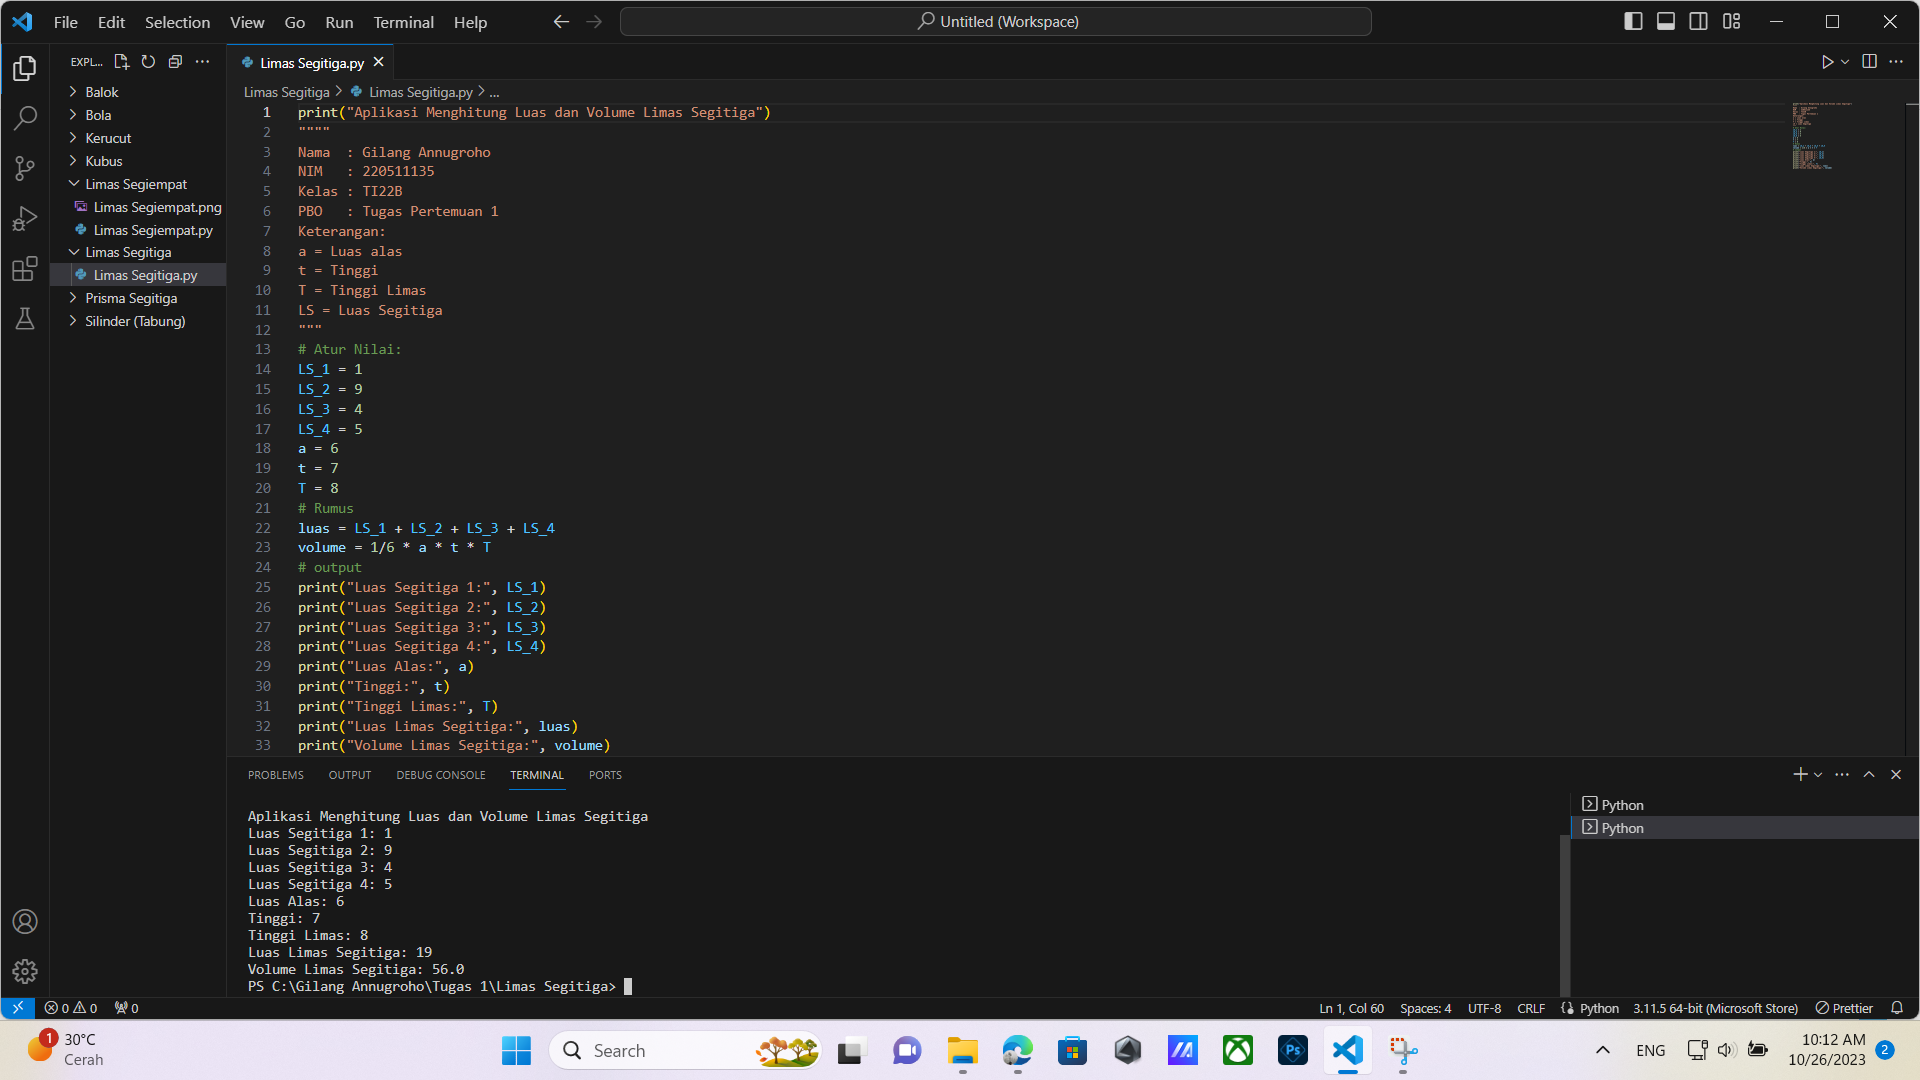 File Edit Selection View Go Run Terminal Help
Untitled (Workspace)
EXPL...
Limas Segitiga.py
Balok
Bola
Kerucut
Kubus
Limas Segiempat
Limas Segiempat.png
Limas Segiempat.py
Limas Segitiga
Limas Segitiga.py
Prisma Segitiga
Silinder (Tabung)
Limas Segitiga > Limas Segitiga.py > ...
1 print("Aplikasi Menghitung Luas dan Volume Limas Segitiga")
2 """"
3 Nama  : Gilang Annugroho
4 NIM   : 220511135
5 Kelas : TI22B
6 PBO   : Tugas Pertemuan 1
7 Keterangan:
8 a = Luas alas
9 t = Tinggi
10 T = Tinggi Limas
11 LS = Luas Segitiga
12 """
13 # Atur Nilai:
14 LS_1 = 1
15 LS_2 = 9
16 LS_3 = 4
17 LS_4 = 5
18 a = 6
19 t = 7
20 T = 8
21 # Rumus
22 luas = LS_1 + LS_2 + LS_3 + LS_4
23 volume = 1/6 * a * t * T
24 # output
25 print("Luas Segitiga 1:", LS_1)
26 print("Luas Segitiga 2:", LS_2)
27 print("Luas Segitiga 3:", LS_3)
28 print("Luas Segitiga 4:", LS_4)
29 print("Luas Alas:", a)
30 print("Tinggi:", t)
31 print("Tinggi Limas:", T)
32 print("Luas Limas Segitiga:", luas)
33 print("Volume Limas Segitiga:", volume)
PROBLEMS OUTPUT DEBUG CONSOLE TERMINAL PORTS
Aplikasi Menghitung Luas dan Volume Limas Segitiga
Luas Segitiga 1: 1
Luas Segitiga 2: 9
Luas Segitiga 3: 4
Luas Segitiga 4: 5
Luas Alas: 6
Tinggi: 7
Tinggi Limas: 8
Luas Limas Segitiga: 19
Volume Limas Segitiga: 56.0
PS C:\Gilang Annugroho\Tugas 1\Limas Segitiga>
Python
Python
0 0 0
Ln 1, Col 60 Spaces: 4 UTF-8 CRLF Python 3.11.5 64-bit (Microsoft Store) Prettier
1
30°C
Cerah
Search
Ps
ENG
10:12 AM
10/26/2023
2